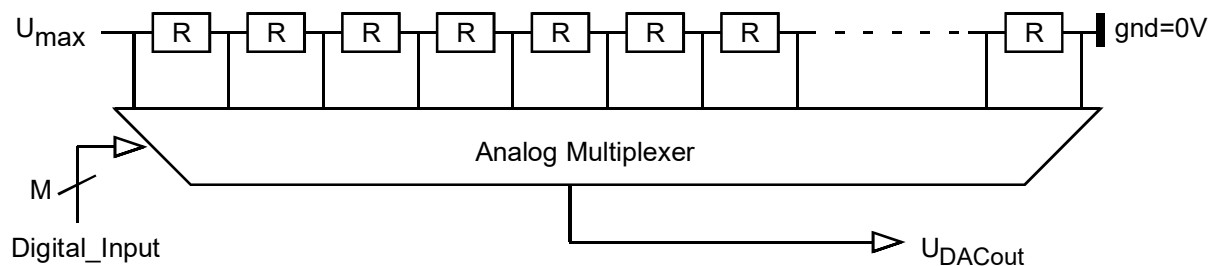 U_max R R R R R R R R gnd=0V
Analog Multiplexer
M
Digital_Input
U_DACout